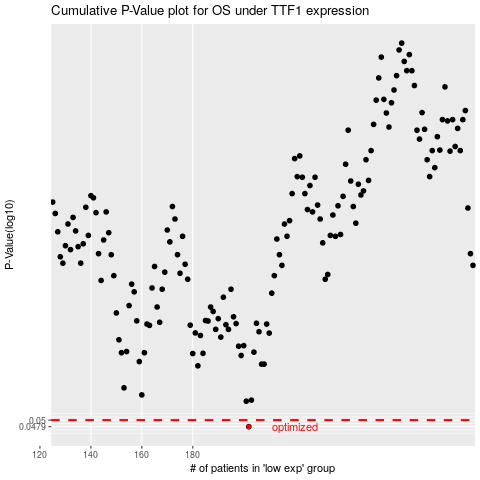 Cumulative P-Value plot for OS under TTF1 expression
P-Value(log10)
0.05
0.0479
optimized
120 140 160 180
# of patients in 'low exp' group